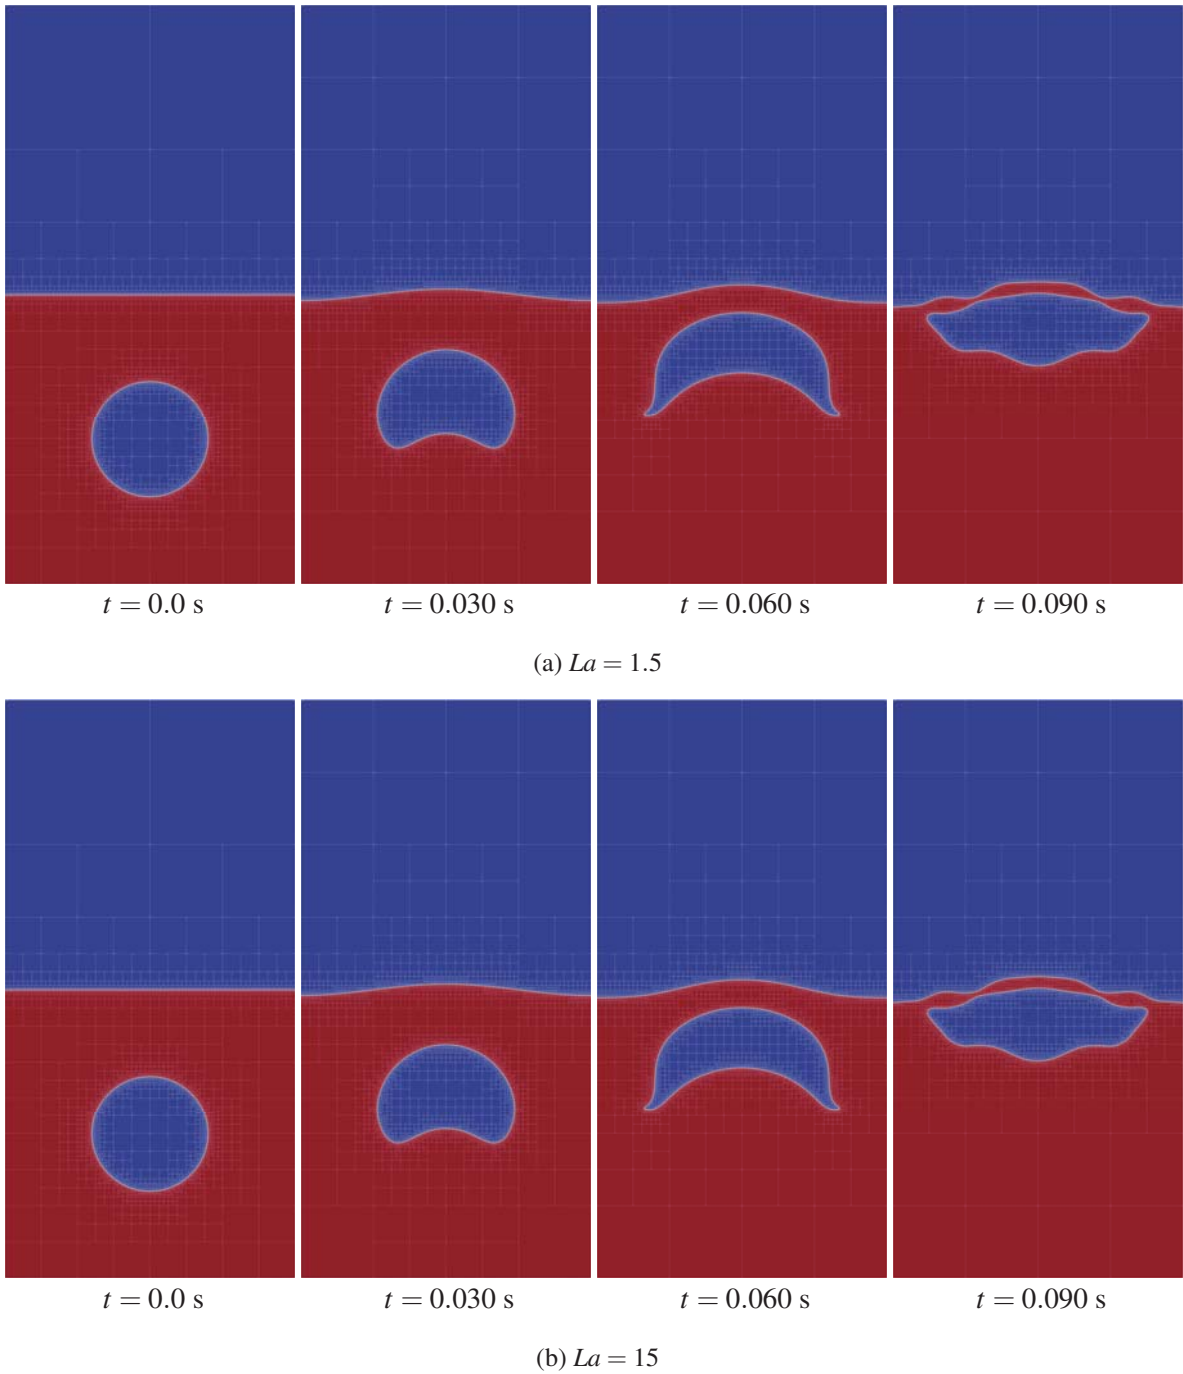 t = 0.0 s t = 0.030 s t = 0.060 s t = 0.090 s
(a) La = 1.5
t = 0.0 s t = 0.030 s t = 0.060 s t = 0.090 s
(b) La = 15